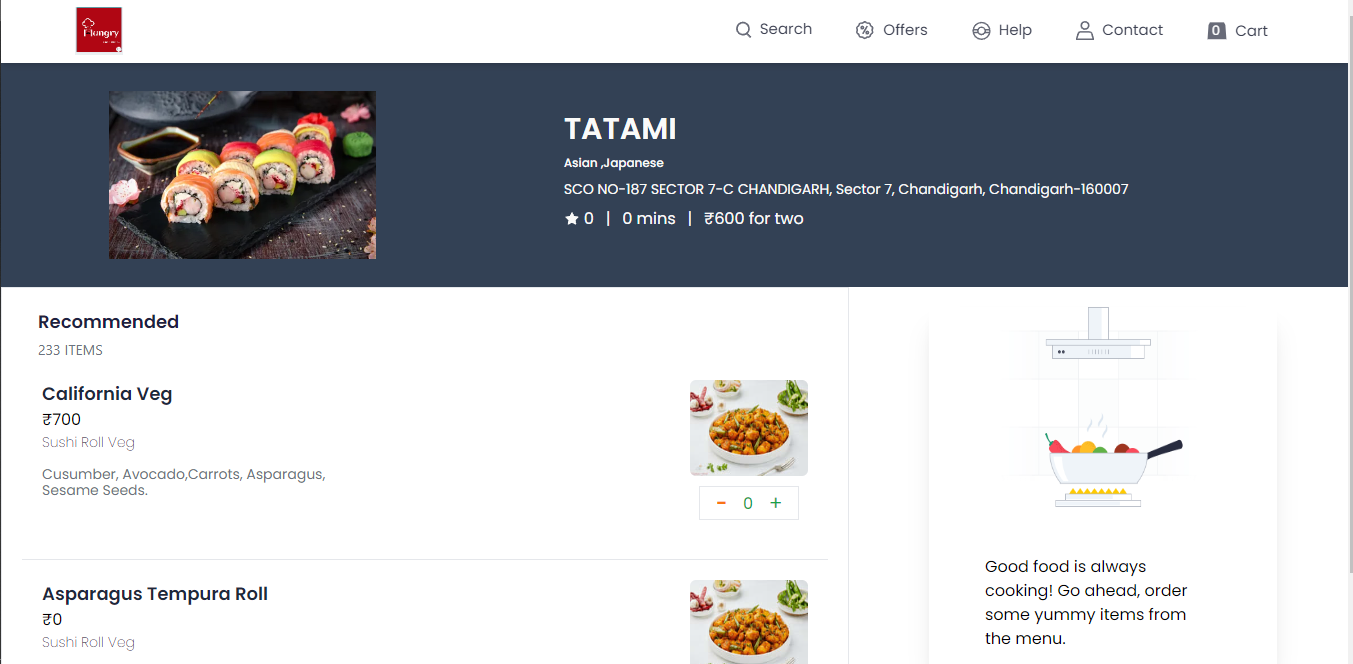 Hungry
Search
Offers
Help
Contact
0
Cart
TATAMI
Asian ,Japanese
SCO NO-187 SECTOR 7-C CHANDIGARH, Sector 7, Chandigarh, Chandigarh-160007
★ 0 | 0 mins | ₹600 for two
Recommended
233 ITEMS
California Veg
₹700
Sushi Roll Veg
Cusumber, Avocado,Carrots, Asparagus,
Sesame Seeds.
- 0 +
Asparagus Tempura Roll
₹0
Sushi Roll Veg
Good food is always
cooking! Go ahead, order
some yummy items from
the menu.